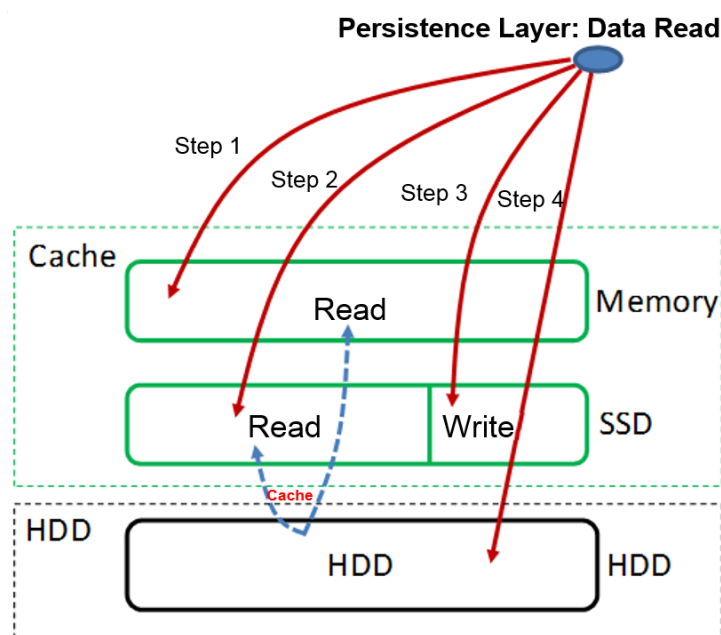 Persistence Layer: Data Read
Step 1
Step 2
Step 3
Step 4
Cache
Read
Memory
Read
Write
SSD
Cache
HDD
HDD
HDD